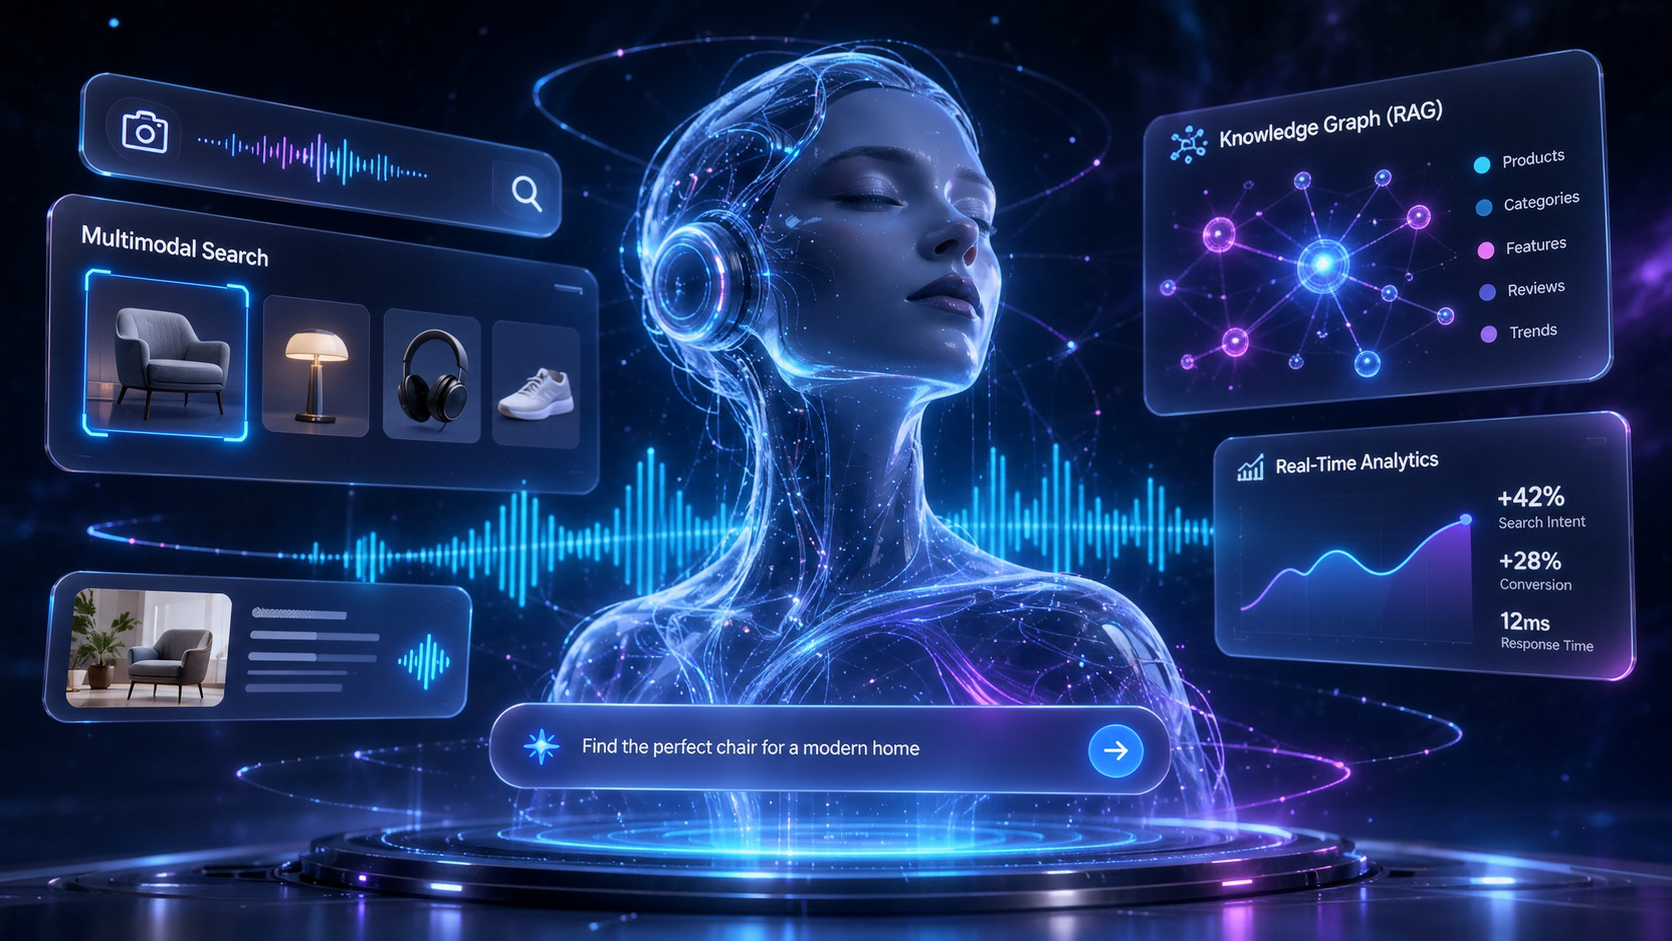 Multimodal Search
Knowledge Graph (RAG)
Products
Categories
Features
Reviews
Trends
Real-Time Analytics
+42%
Search Intent
+28%
Conversion
12ms
Response Time
Find the perfect chair for a modern home